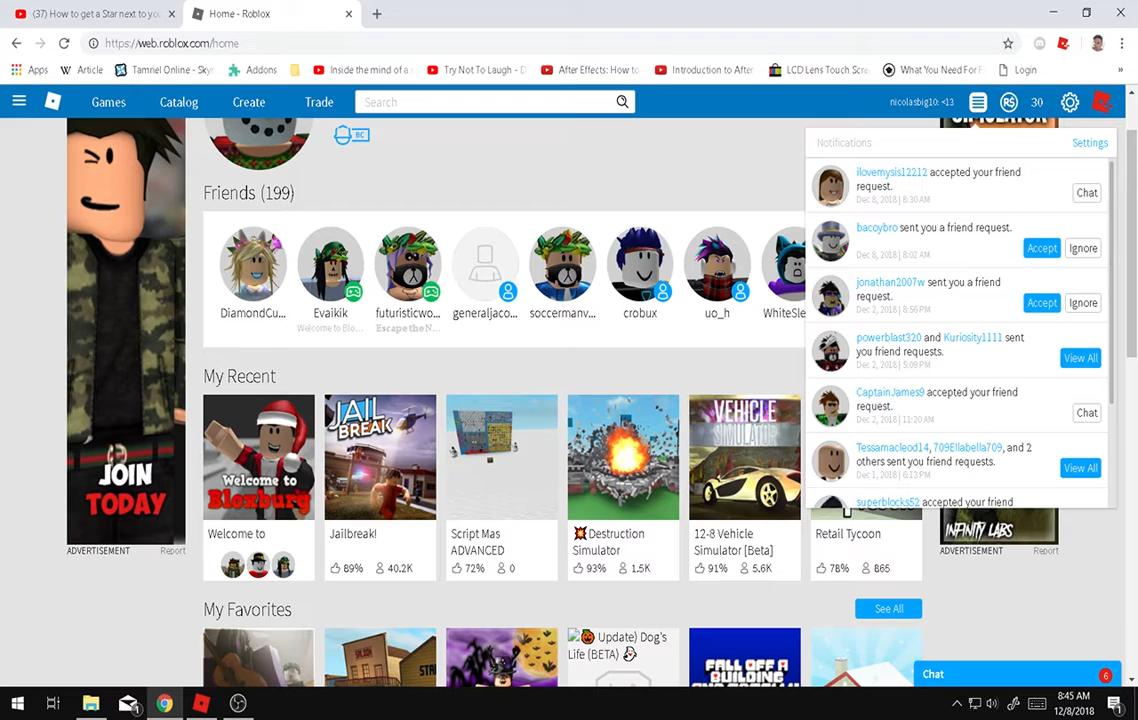 (37) How to get a Star next to you
Home - Roblox
https://web.roblox.com/home
Apps
Article
Tamriel Online - Sky
Addons
Inside the mind of a
Try Not To Laugh - D
After Effects: How to
Introduction to After
LCD Lens Touch Scre
What You Need For
Login
Games
Catalog
Create
Trade
Search
nicolasbig10: <13
30
BC
Notifications
Settings
ilovemysis12212 accepted your friend
request.
Dec 8, 2018 | 8:30 AM
Chat
bacoybro sent you a friend request.
Dec 8, 2018 | 8:02 AM
Accept
Ignore
jonathan2007w sent you a friend
request.
Dec 2, 2018 | 8:56 PM
Accept
Ignore
powerblast320 and Kuriosity1111 sent
you friend requests.
Dec 2, 2018 | 5:09 PM
View All
CaptainJames9 accepted your friend
request.
Dec 2, 2018 | 11:20 AM
Chat
Tessamacleod14, 709Ellabella709, and 2
others sent you friend requests.
Dec 1, 2018 | 6:13 PM
View All
superblocks52 accepted your friend
Friends (199)
DiamondCu...
Evaikik
Welcome to Blo...
futuristicwo...
Escape the N...
generaljaco...
soccermanv...
crobux
uo_h
WhiteSle
My Recent
JAIL
BREAK
VEHICLE
SIMULATOR
Welcome to
Bloxburg
Welcome to
Jailbreak!
89%
40.2K
Script Mas
ADVANCED
72%
0
Destruction
Simulator
93%
1.5K
12-8 Vehicle
Simulator [Beta]
91%
5.6K
Retail Tycoon
78%
865
JOIN
TODAY
ADVERTISEMENT
Report
INFINITY LABS
ADVERTISEMENT
Report
My Favorites
See All
SALOON
Update) Dog's
Life (BETA)
FALL OFF A
BUILDING
Chat
6
8:45 AM
12/8/2018
1
1